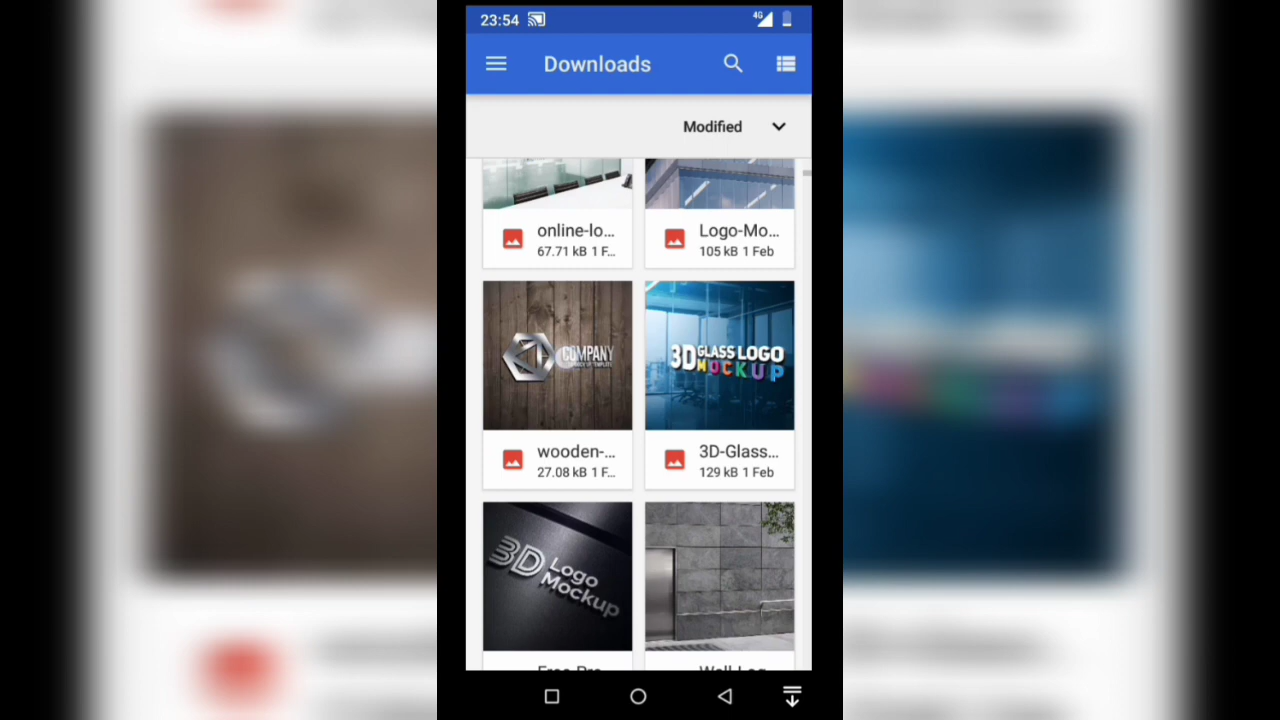 23:54
4G
Downloads
Modified
online-lo...
67.71 kB 1 F...
Logo-Mo...
105 kB 1 Feb
COMPANY
3D GLASS LOGO
MOCKUP
wooden-...
27.08 kB 1 F...
3D-Glass...
129 kB 1 Feb
3D Logo
Mockup